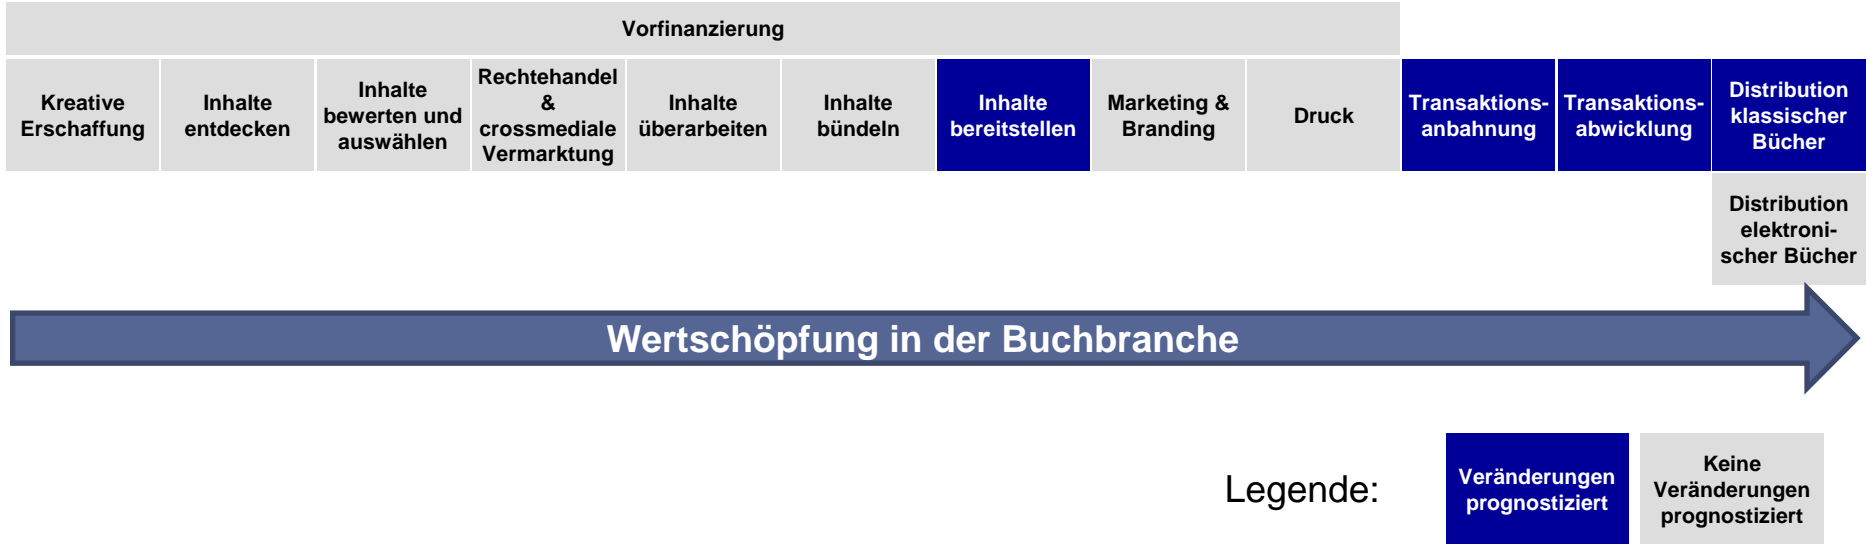 Vorfinanzierung
Kreative
Erschaffung
Inhalte
entdecken
Inhalte
bewerten und
auswählen
Rechtehandel
&
crossmediale
Vermarktung
Inhalte
überarbeiten
Inhalte
bündeln
Inhalte
bereitstellen
Marketing &
Branding
Druck
Transaktions-
anbahnung
Transaktions-
abwicklung
Distribution
klassischer
Bücher
Distribution
elektroni-
scher Bücher
Wertschöpfung in der Buchbranche
Legende:
Veränderungen
prognostiziert
Keine
Veränderungen
prognostiziert